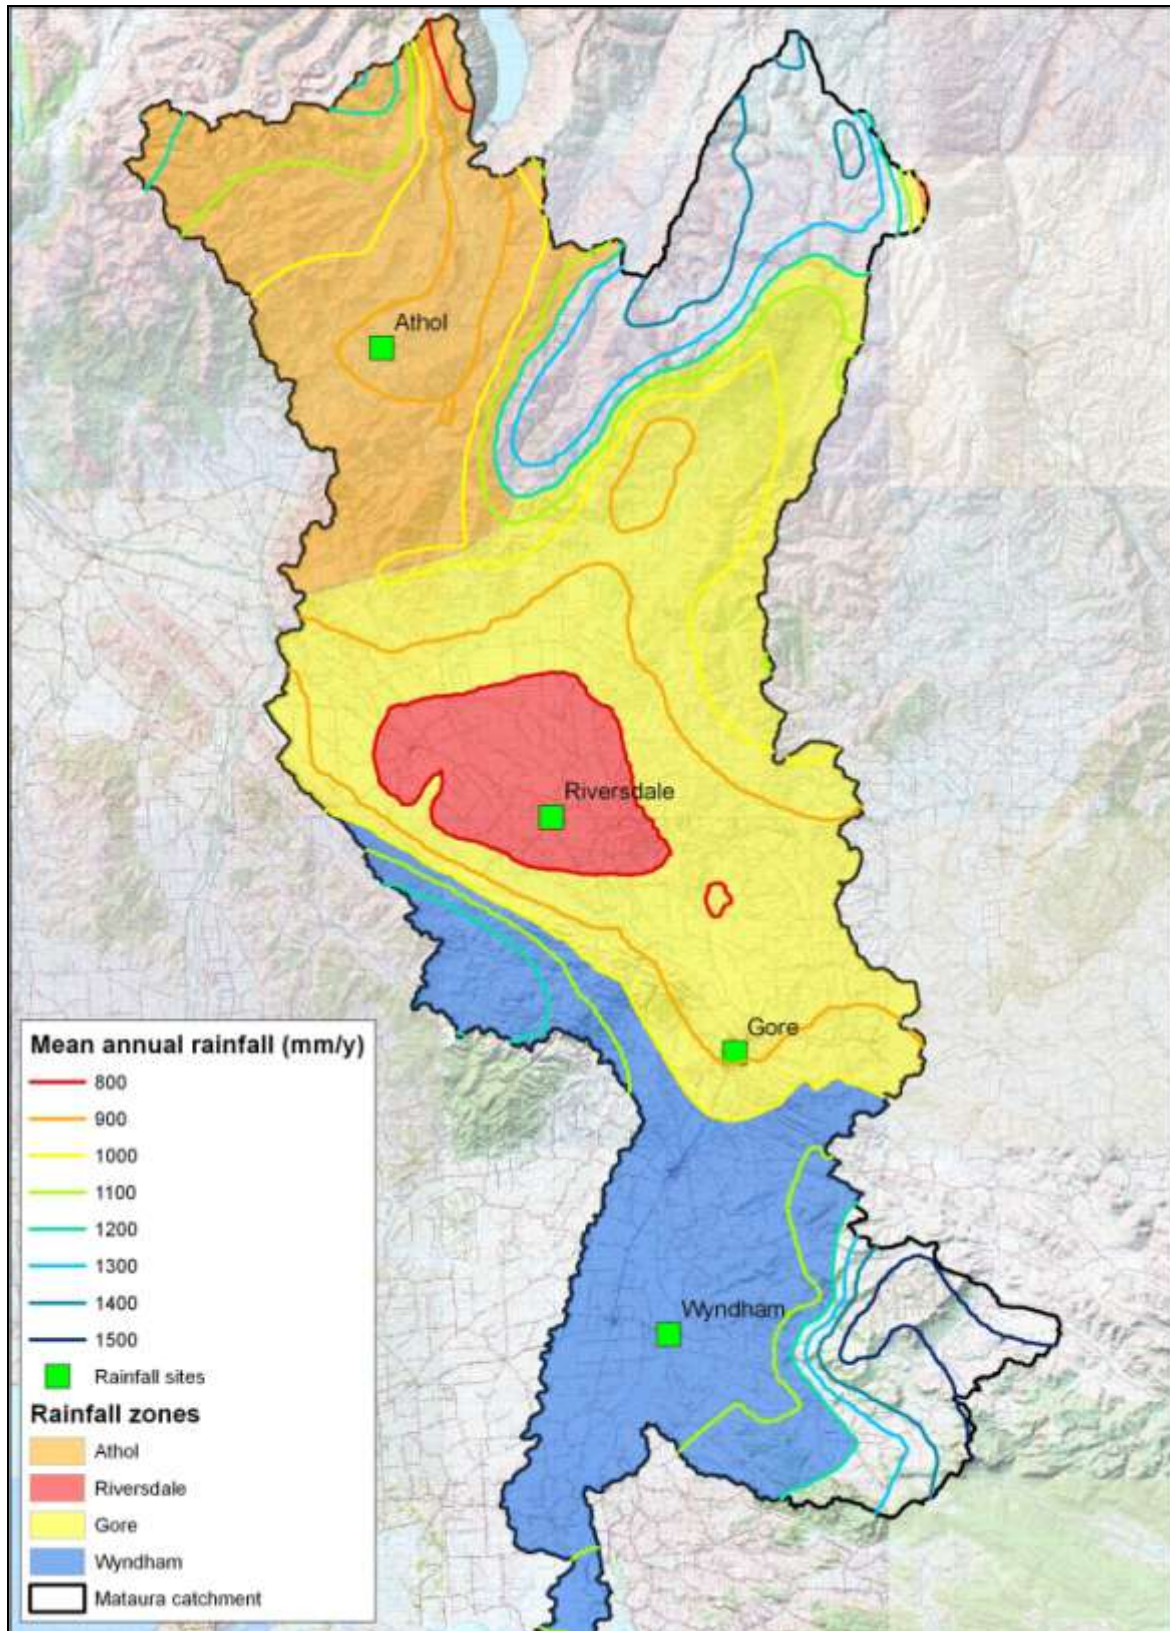 Athol
Riversdale
Gore
Wyndham
Mean annual rainfall (mm/y)
800
900
1000
1100
1200
1300
1400
1500
Rainfall sites
Rainfall zones
Athol
Riversdale
Gore
Wyndham
Mataura catchment